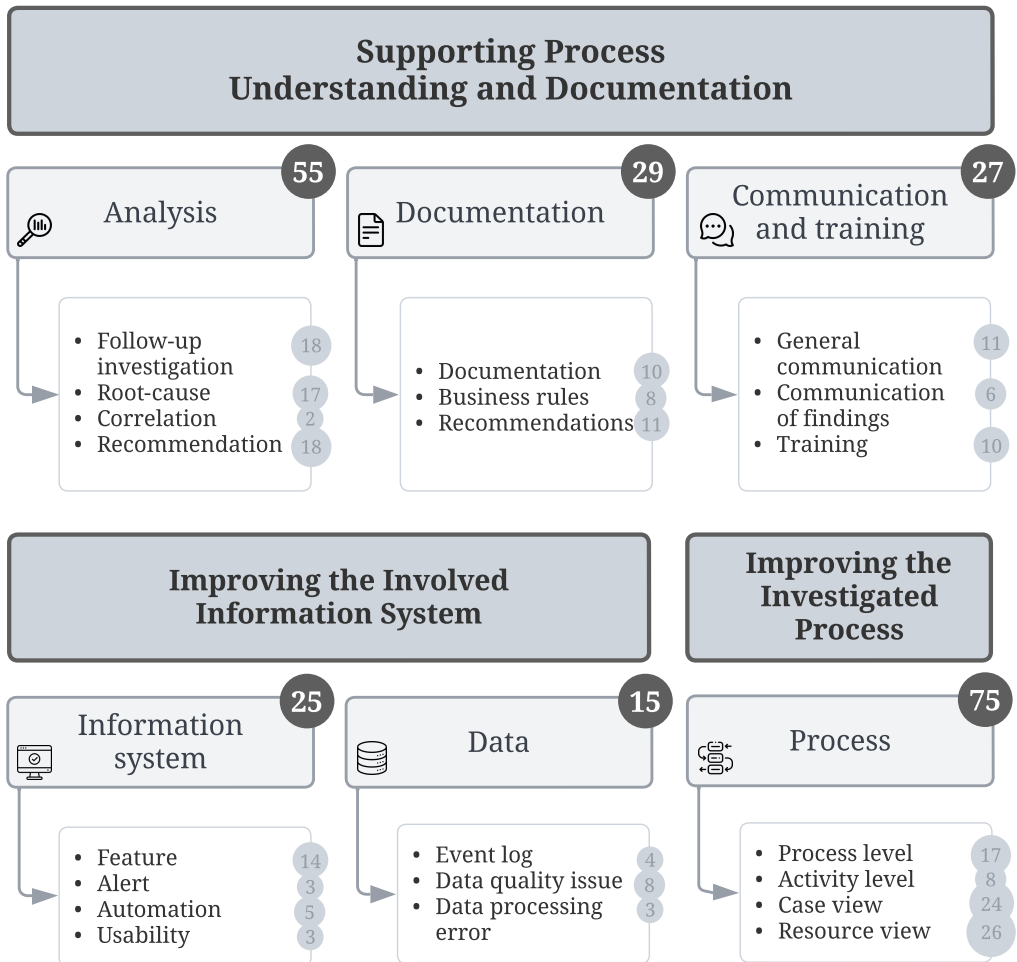 Supporting Process
Understanding and Documentation
55
Analysis
29
Documentation
27
Communication
and training
• Follow-up
investigation
18
• Root-cause
17
• Correlation
2
• Recommendation
18
• Documentation
10
• Business rules
8
• Recommendations
11
• General
communication
11
• Communication
of findings
6
• Training
10
Improving the Involved
Information System
Improving the
Investigated
Process
25
Information
system
15
Data
75
Process
• Feature
14
• Alert
3
• Automation
5
• Usability
3
• Event log
4
• Data quality issue
8
• Data processing
error
3
• Process level
17
• Activity level
8
• Case view
24
• Resource view
26